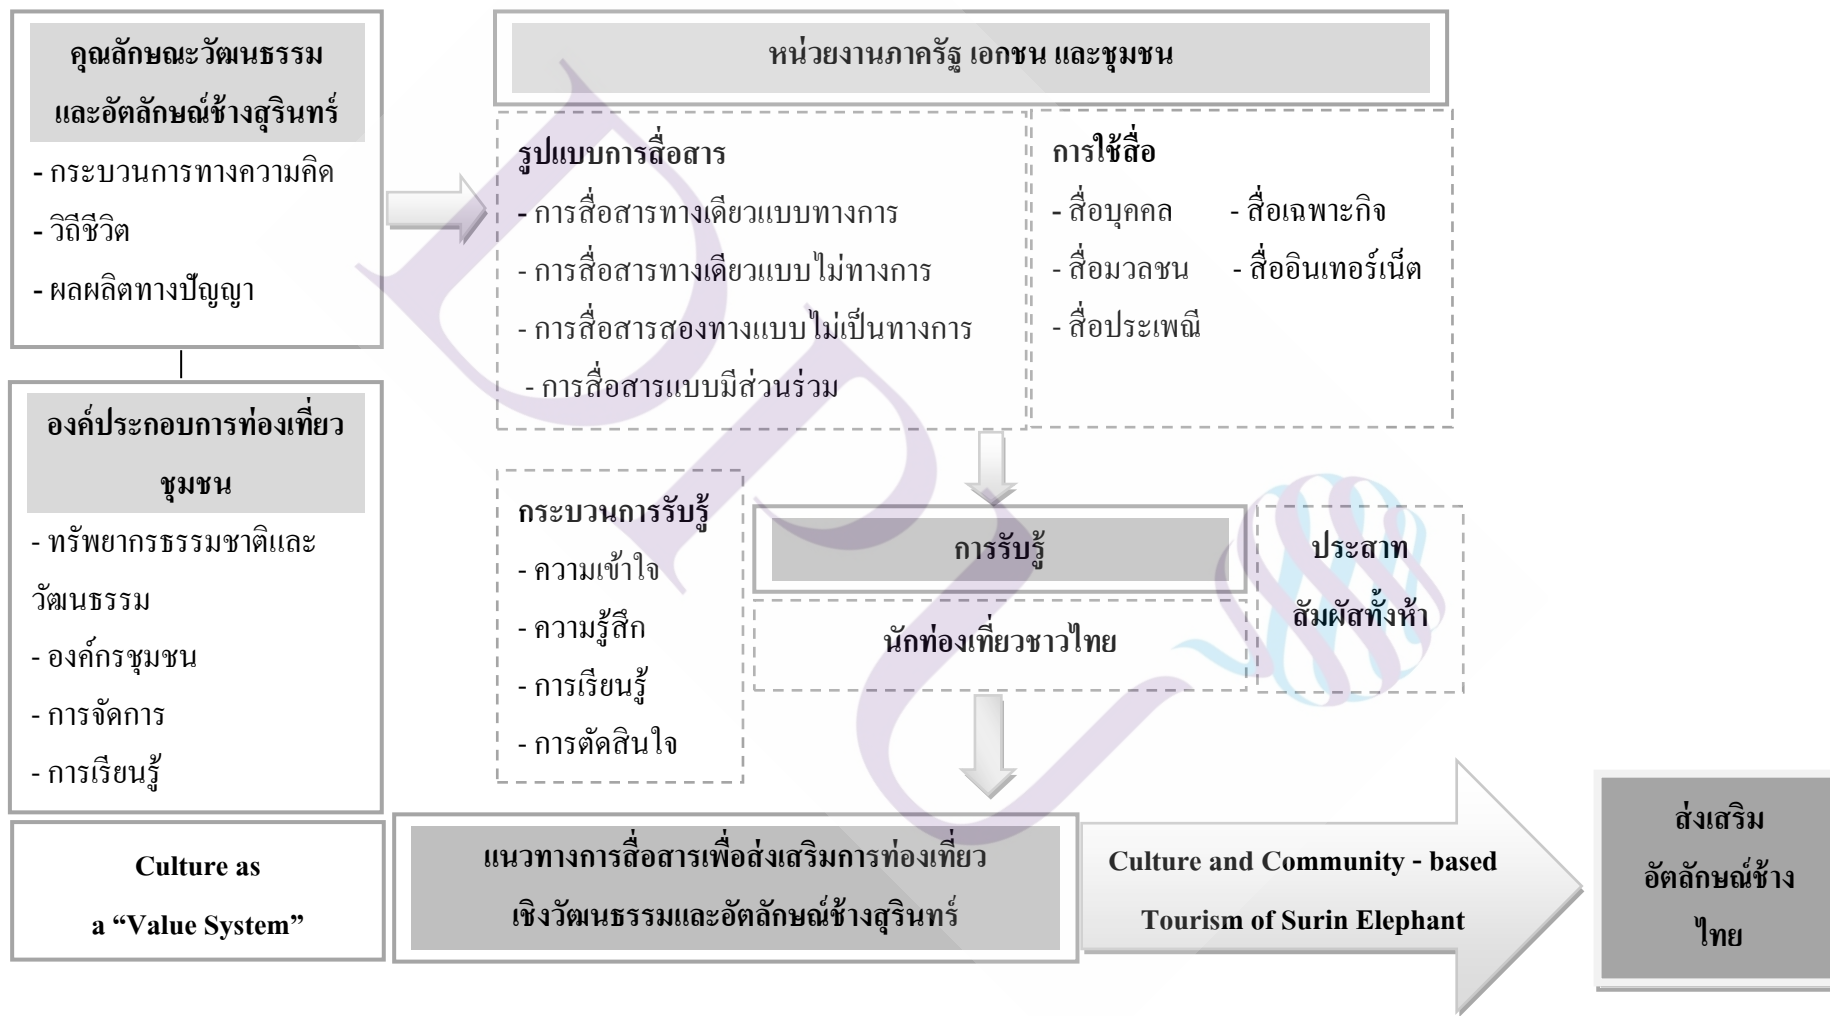 คุณลักษณะวัฒนธรรม
และอัตลักษณ์ช้างสุรินทร์
- กระบวนการทางความคิด
- วิถีชีวิต
- ผลผลิตทางปัญญา
องค์ประกอบการท่องเที่ยว
ชุมชน
- ทรัพยากรธรรมชาติและ
วัฒนธรรม
- องค์กรชุมชน
- การจัดการ
- การเรียนรู้
Culture as
a “Value System”
หน่วยงานภาครัฐ เอกชน และชุมชน
รูปแบบการสื่อสาร
- การสื่อสารทางเดียวแบบทางการ
- การสื่อสารทางเดียวแบบไม่ทางการ
- การสื่อสารสองทางแบบไม่เป็นทางการ
- การสื่อสารแบบมีส่วนร่วม
การใช้สื่อ
- สื่อบุคคล - สื่อเฉพาะกิจ
- สื่อมวลชน - สื่ออินเทอร์เน็ต
- สื่อประเพณี
กระบวนการรับรู้
- ความเข้าใจ
- ความรู้สึก
- การเรียนรู้
- การตัดสินใจ
การรับรู้
นักท่องเที่ยวชาวไทย
ประสาท
สัมผัสทั้งห้า
แนวทางการสื่อสารเพื่อส่งเสริมการท่องเที่ยว
เชิงวัฒนธรรมและอัตลักษณ์ช้างสุรินทร์
Culture and Community - based
Tourism of Surin Elephant
ส่งเสริม
อัตลักษณ์ช้าง
ไทย
DPU